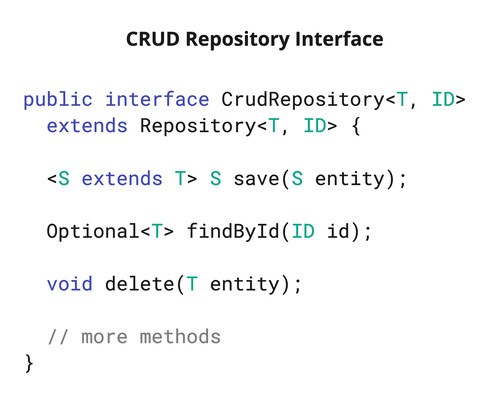 CRUD Repository Interface
public interface CrudRepository<T, ID>
extends Repository<T, ID> {
<S extends T> S save(S entity);
Optional<T> findById(ID id);
void delete(T entity);
// more methods
}